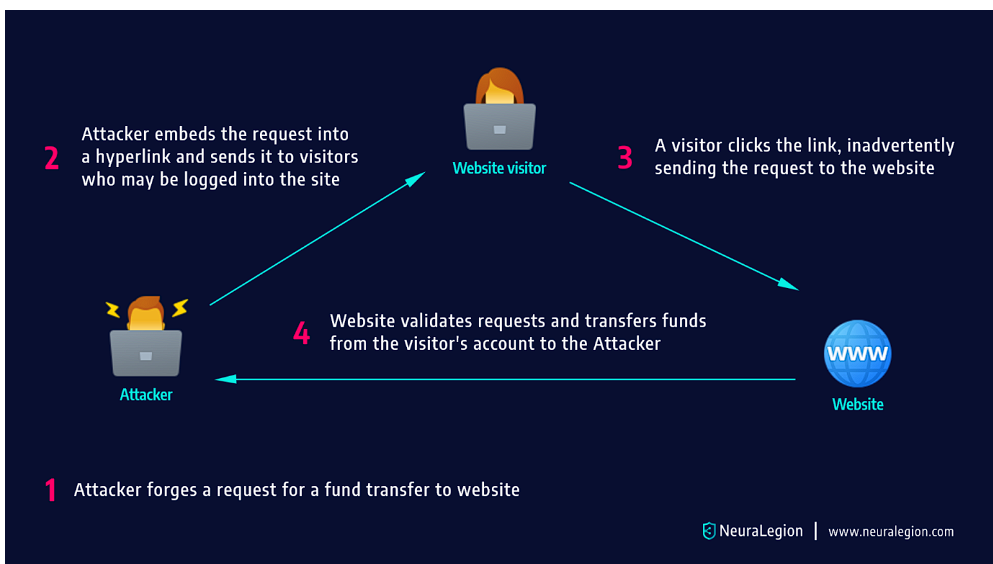 2
Attacker embeds the request into
a hyperlink and sends it to visitors
who may be logged into the site
Website visitor
3
A visitor clicks the link, inadvertently
sending the request to the website
Attacker
4
Website validates requests and transfers funds
from the visitor's account to the Attacker
www
Website
1
Attacker forges a request for a fund transfer to website
NeuraLegion
www.neuralegion.com